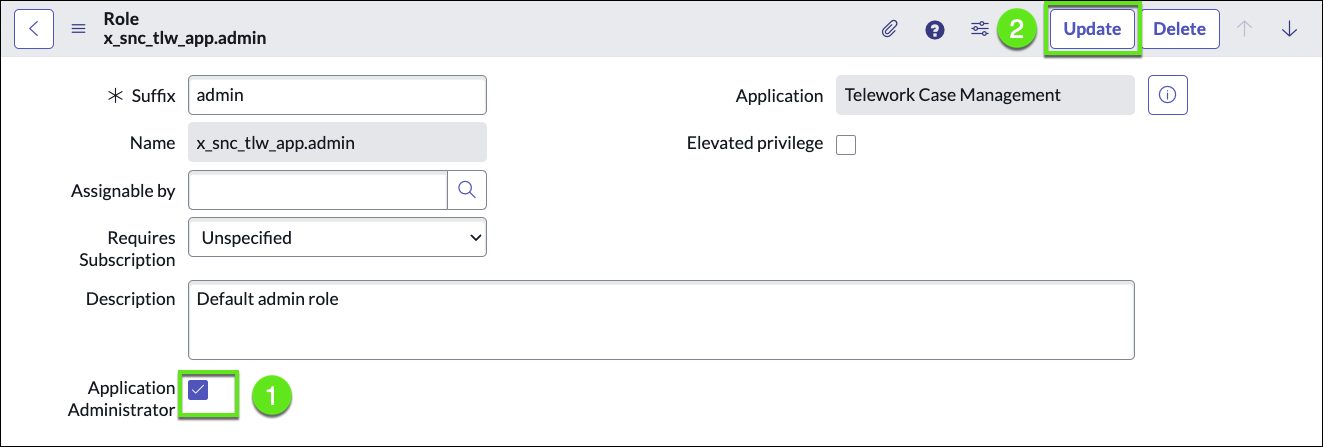 Role
x_snc_tlw_app.admin
2
Update
Delete
Suffix
admin
Application
Telework Case Management
Name
x_snc_tlw_app.admin
Elevated privilege
Assignable by
Requires
Subscription
Unspecified
Description
Default admin role
Application
Administrator
1